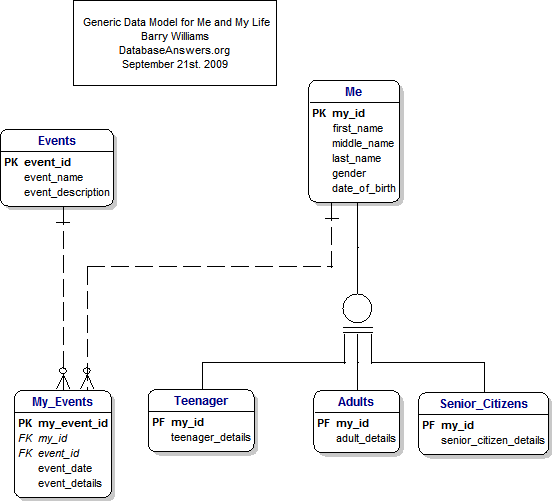 Generic Data Model for Me and My Life
Barry Williams
DatabaseAnswers.org
September 21st. 2009
Me
PK my_id
first_name
middle_name
last_name
gender
date_of_birth
Events
PK event_id
event_name
event_description
My_Events
PK my_event_id
FK my_id
FK event_id
event_date
event_details
Teenager
PF my_id
teenager_details
Adults
PF my_id
adult_details
Senior_Citizens
PF my_id
senior_citizen_details